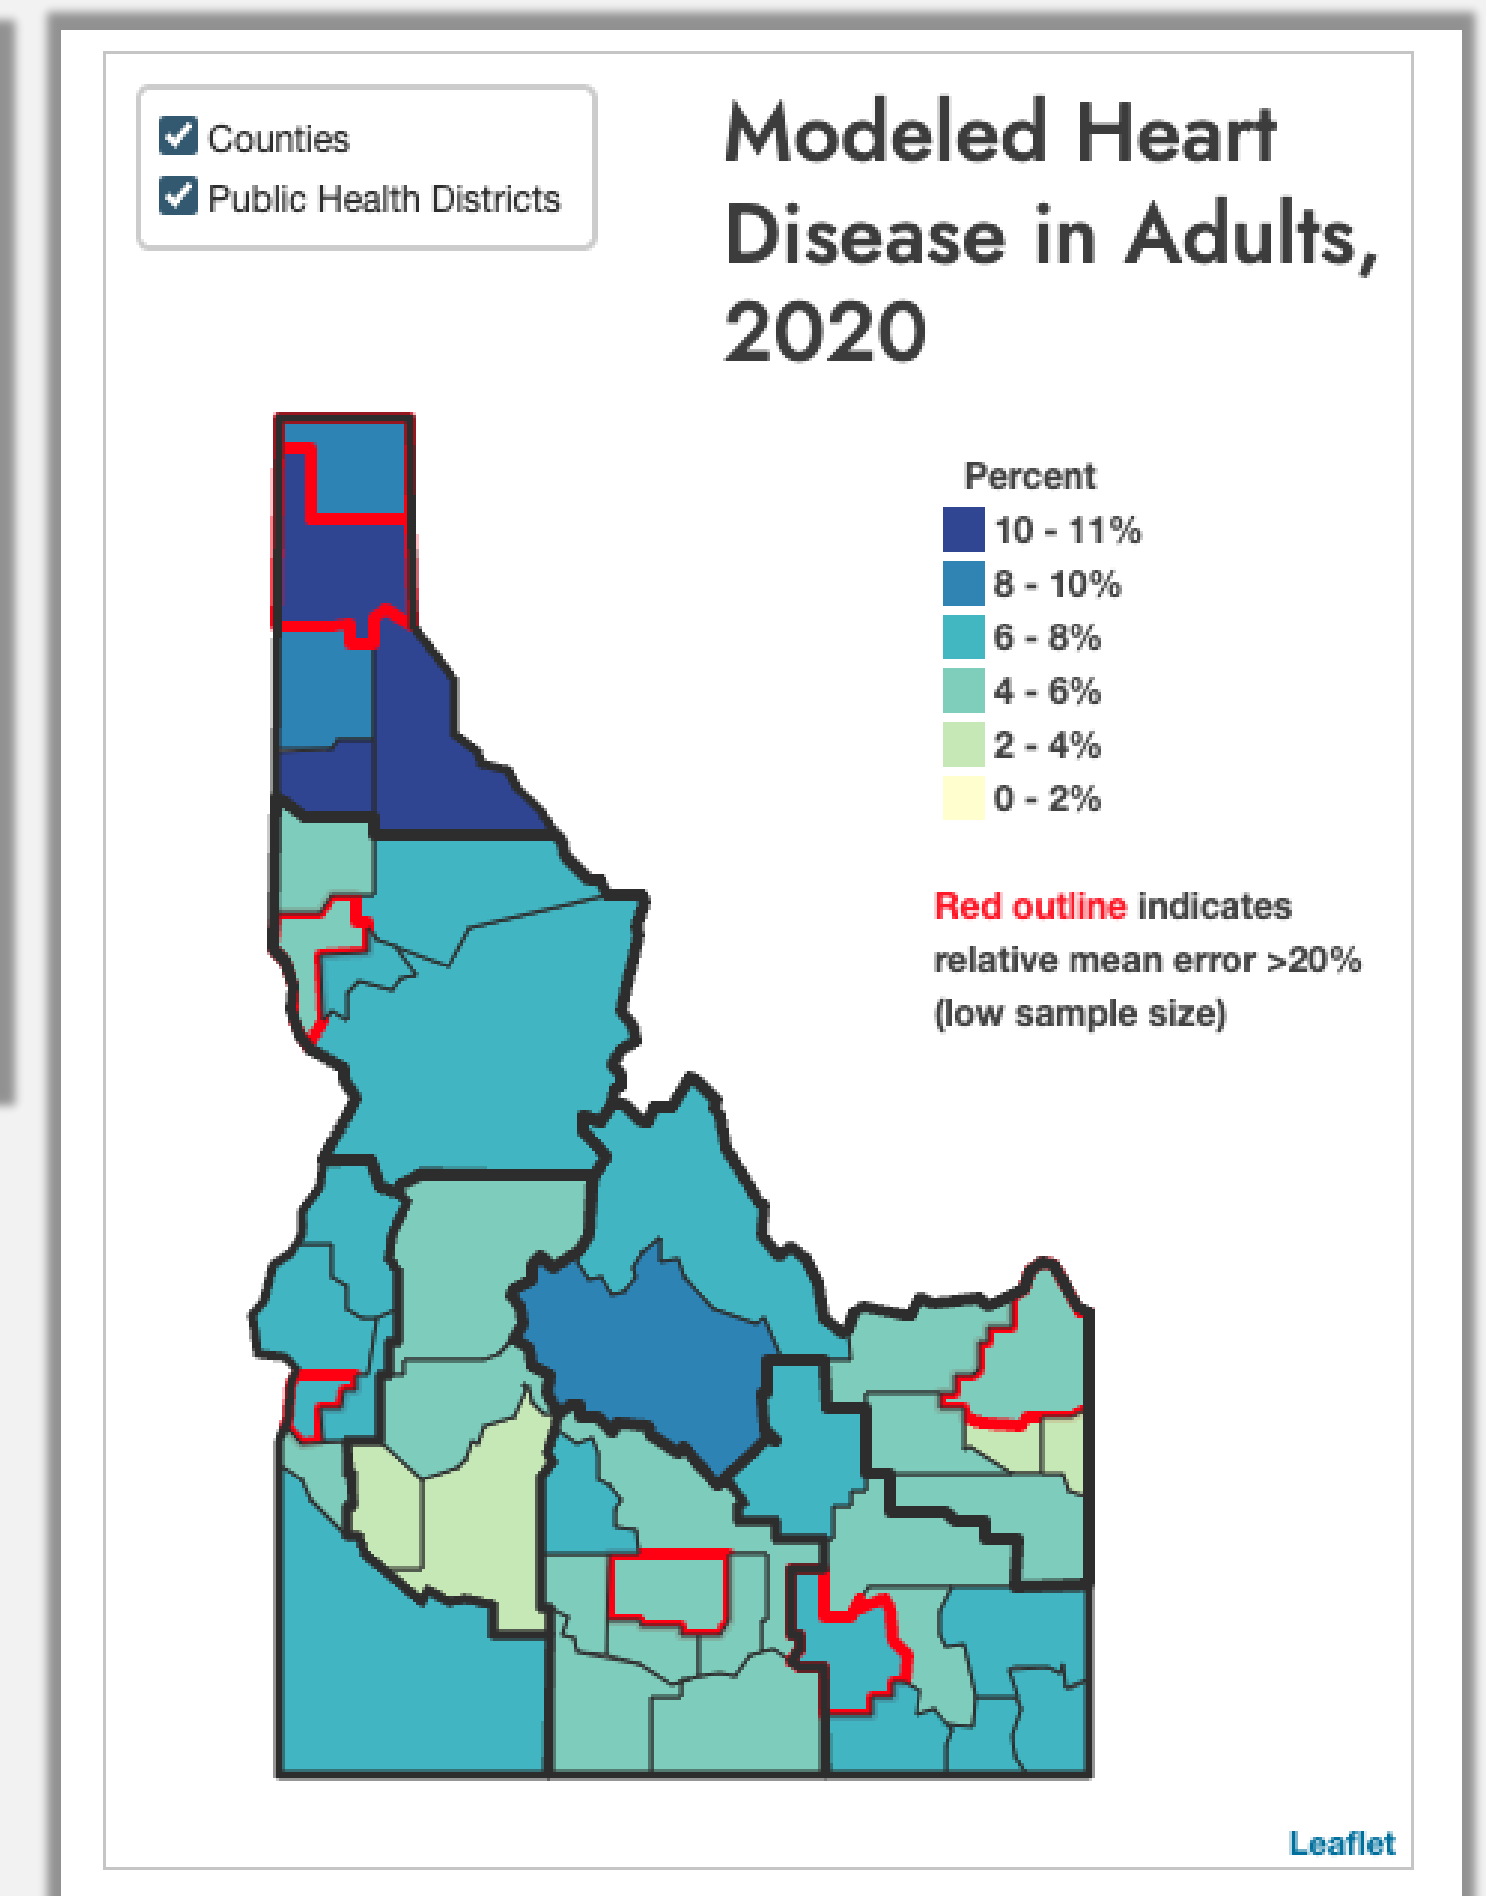 Counties
Public Health Districts
Modeled Heart
Disease in Adults,
2020
Percent
10 - 11%
8 - 10%
6 - 8%
4 - 6%
2 - 4%
0 - 2%
Red outline indicates
relative mean error >20%
(low sample size)
Leaflet